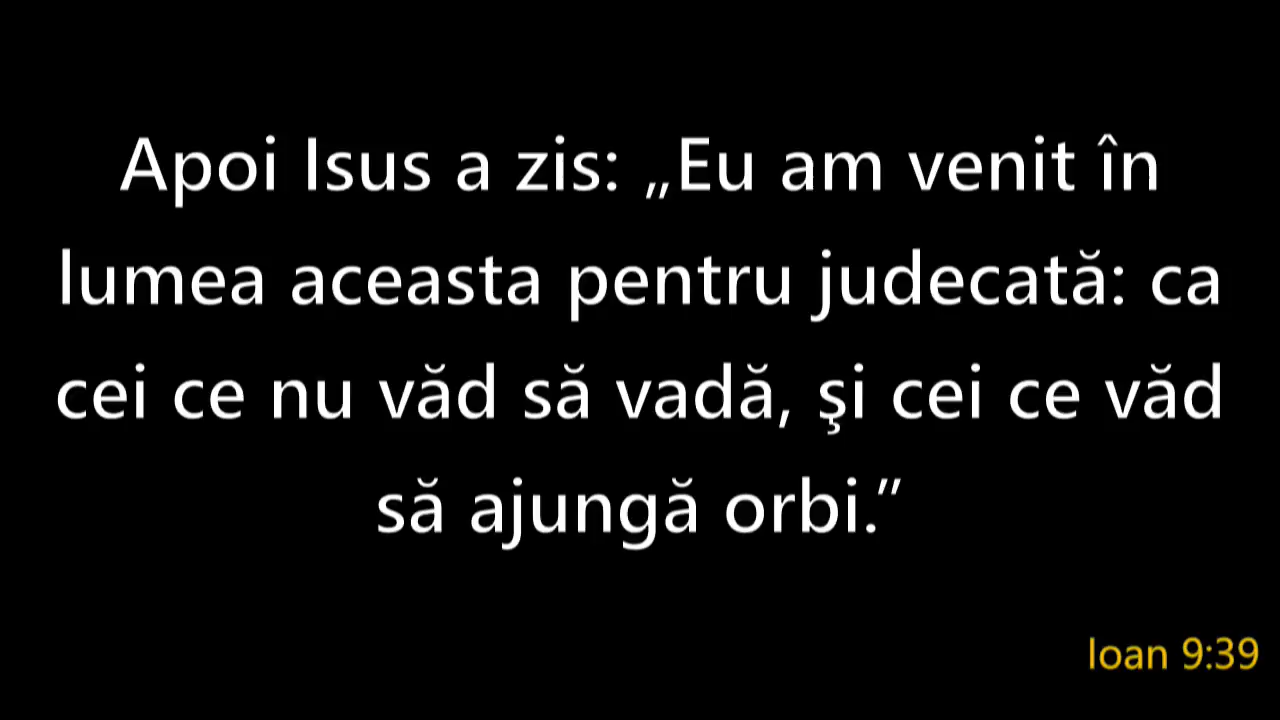 Apoi Isus a zis: „Eu am venit în
lumea aceasta pentru judecată: ca
cei ce nu văd să vadă, şi cei ce văd
să ajungă orbi.”
Ioan 9:39